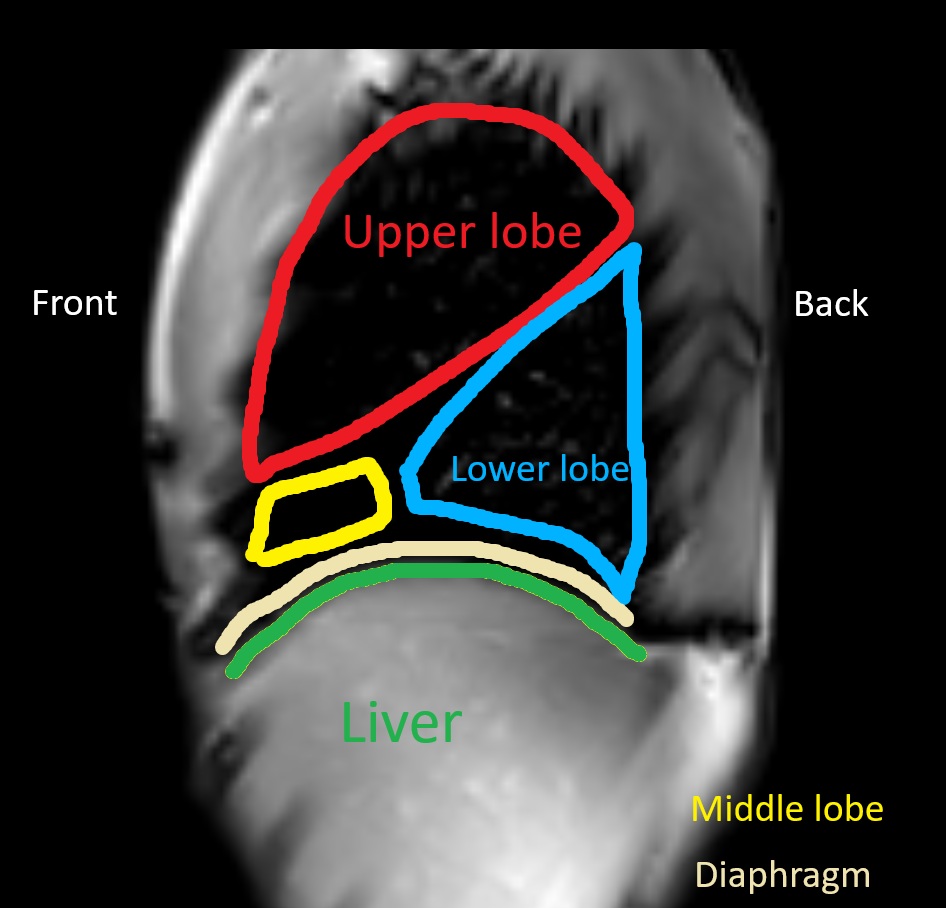 Upper lobe
Front
Back
Lower lobe
Liver
Middle lobe
Diaphragm